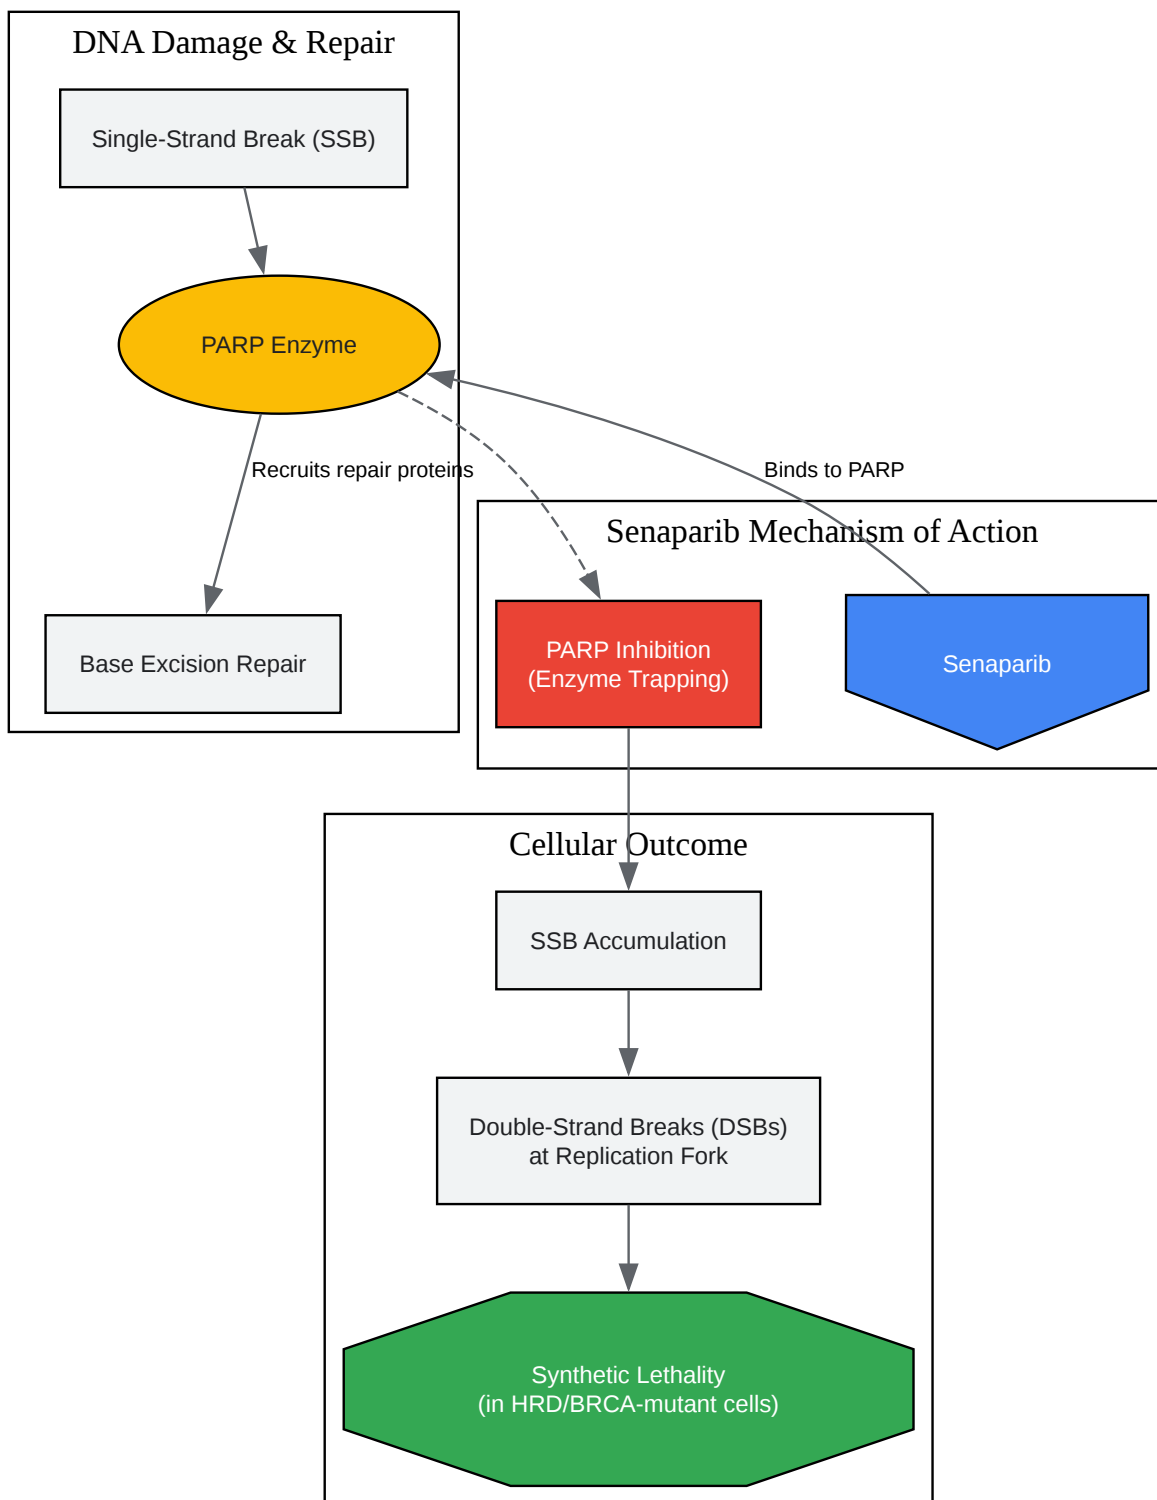 DNA Damage & Repair
Single-Strand Break (SSB)
PARP Enzyme
Recruits repair proteins
Binds to PARP
Base Excision Repair
Senaparib Mechanism of Action
PARP Inhibition
(Enzyme Trapping)
Senaparib
Cellular Outcome
SSB Accumulation
Double-Strand Breaks (DSBs)
at Replication Fork
Synthetic Lethality
(in HRD/BRCA-mutant cells)